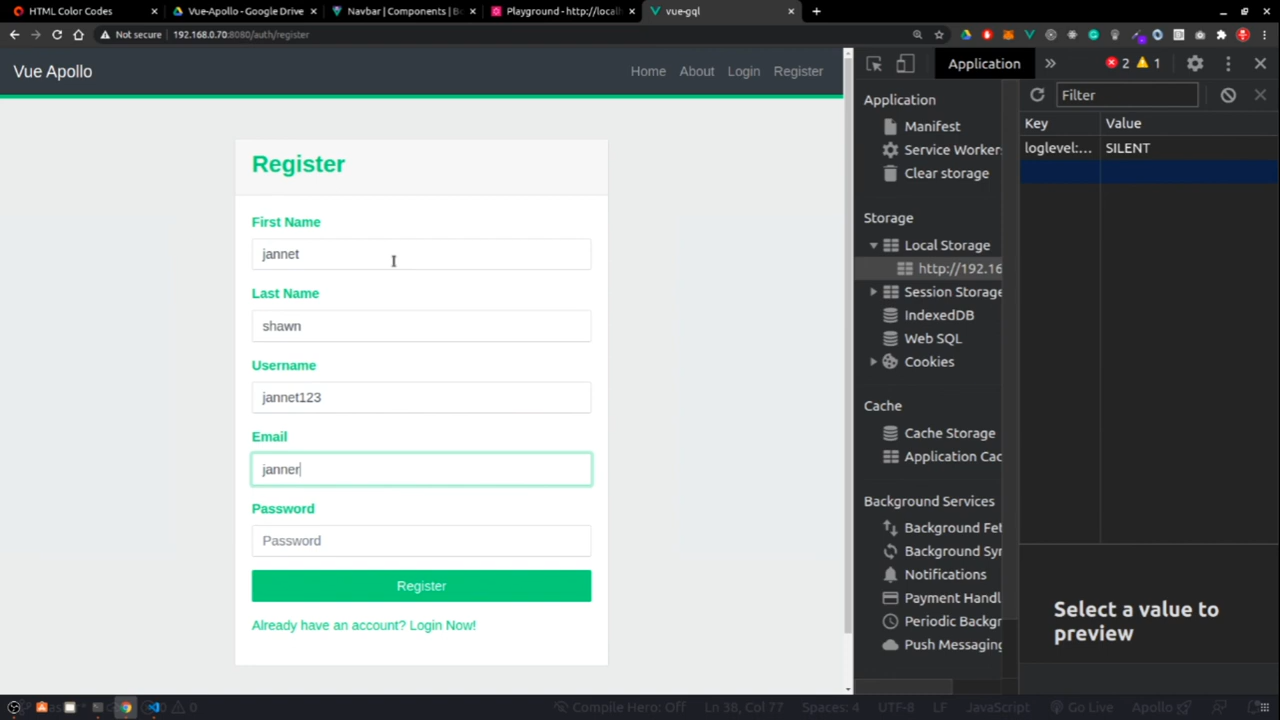 HTML Color Codes
Vue-Apollo - Google Drive
Navbar | Components | Bo
Playground - http://localh
vue-gql
Not secure
192.168.0.70:8080/auth/register
Vue Apollo
Home
About
Login
Register
Register
First Name
jannet
Last Name
shawn
Username
jannet123
Email
janner
Password
Password
Register
Already have an account? Login Now!
Application
2
1
Application
Manifest
Service Worker
Clear storage
Storage
Local Storage
http://192.16
Session Storage
IndexedDB
Web SQL
Cookies
Cache
Cache Storage
Application Cac
Background Services
Background Fet
Background Syn
Notifications
Payment Handl
Periodic Backgr
Push Messaging
Filter
Key
Value
loglevel:...
SILENT
Select a value to
preview
0
Compile Hero: Off
Ln 38, Col 77
Spaces: 4
UTF-8
LF
JavaScript
Go Live
Apollo